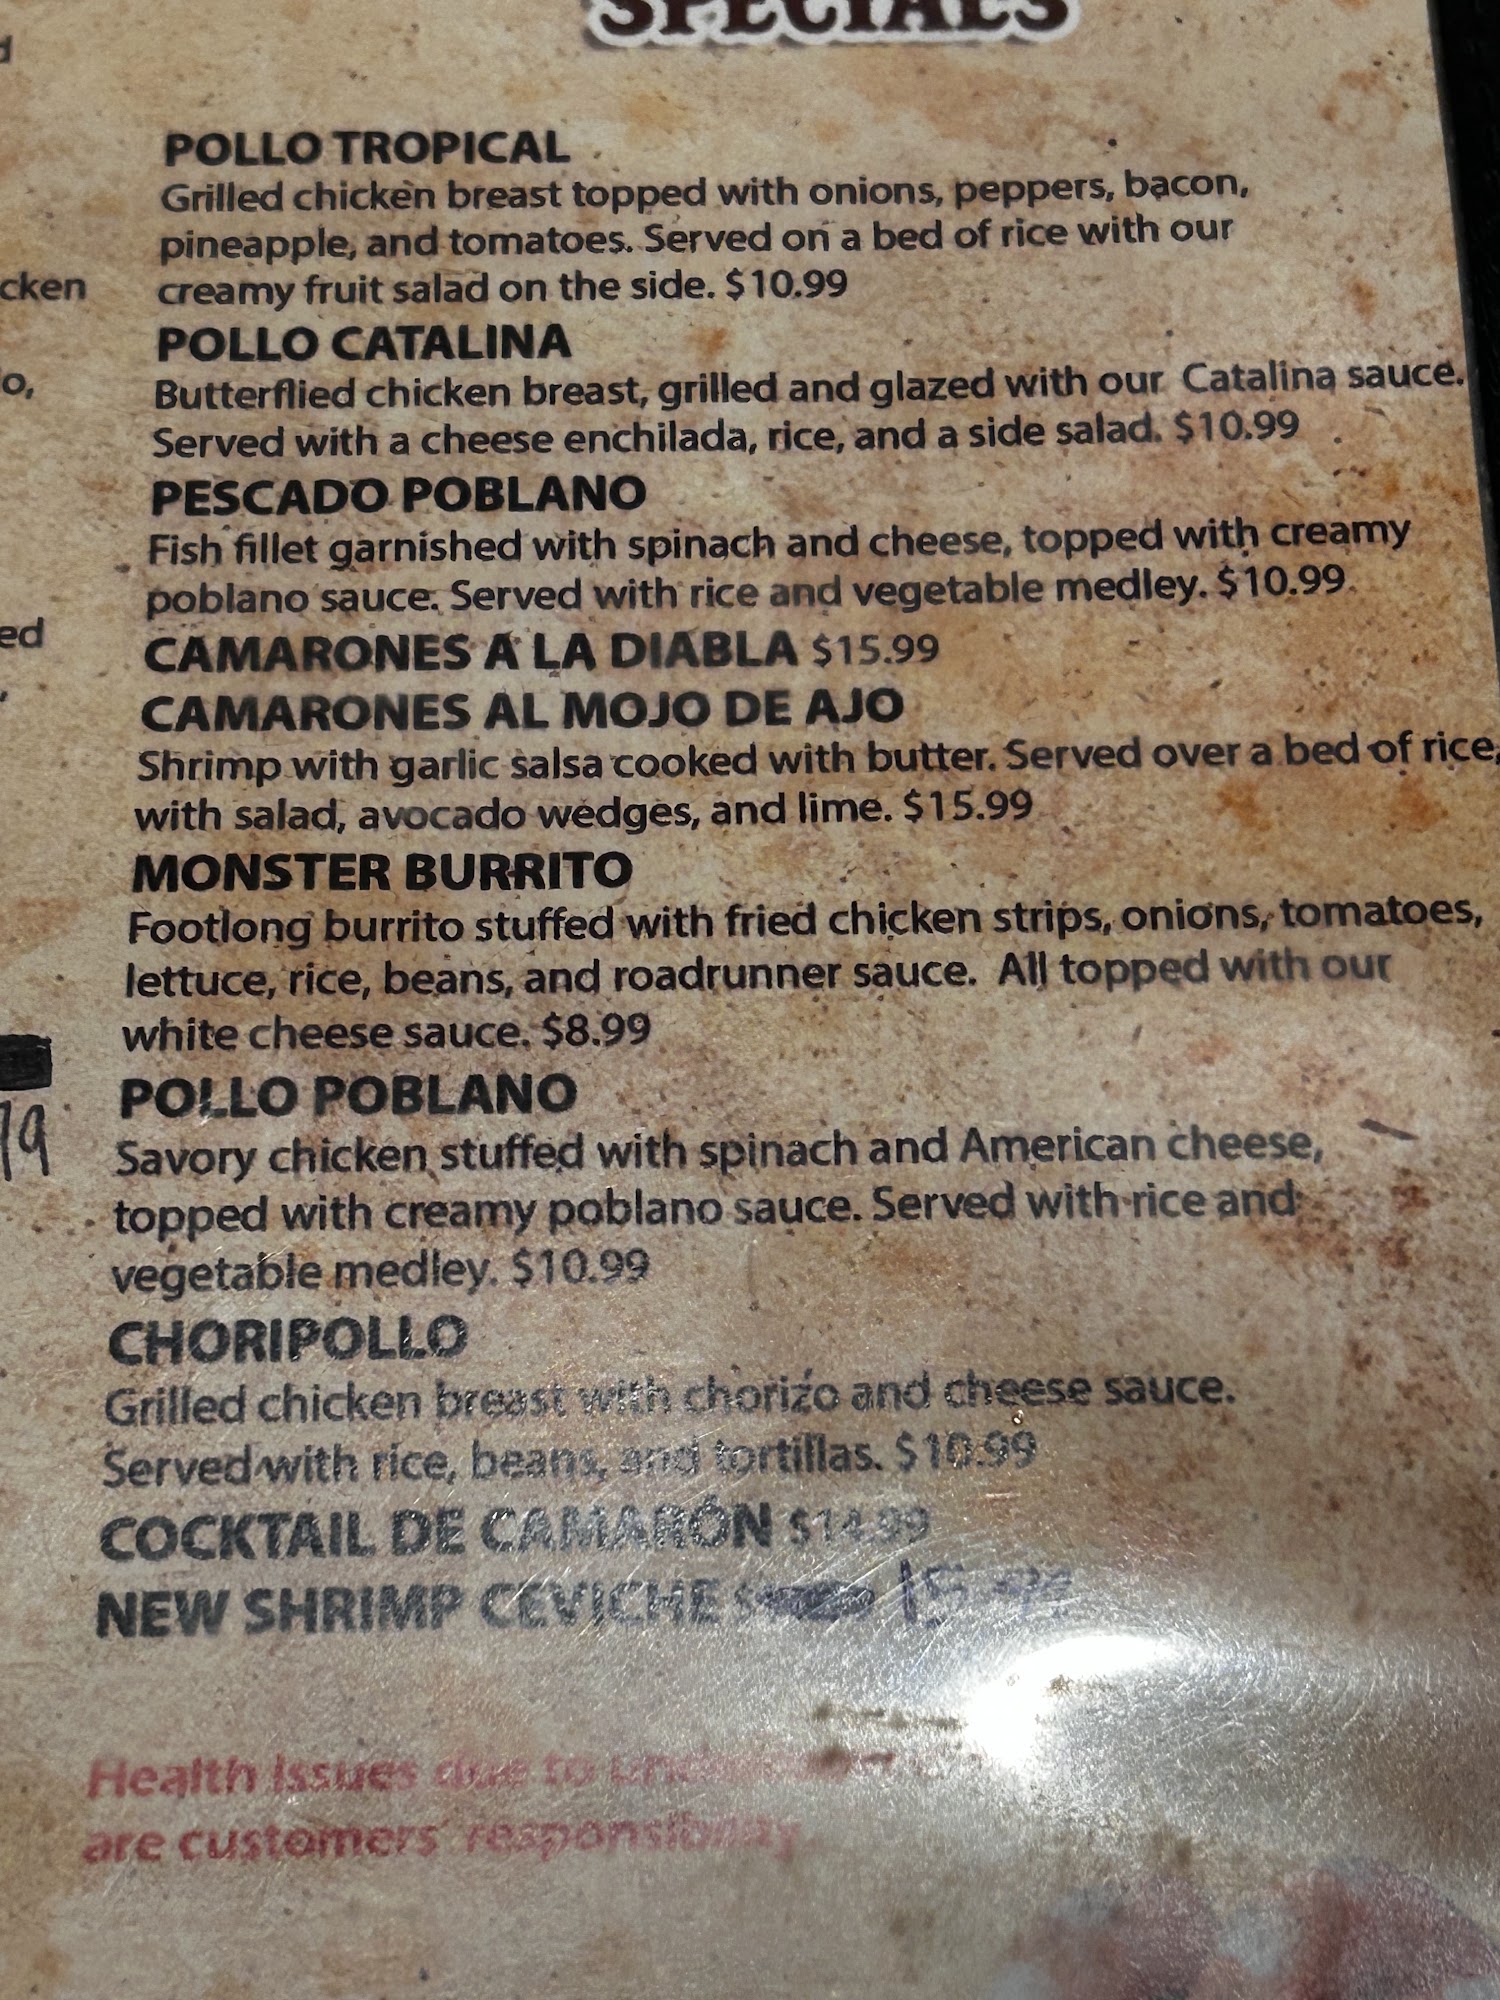 SPECIALS
POLLO TROPICAL
Grilled chicken breast topped with onions, peppers, bacon,
pineapple, and tomatoes. Served on a bed of rice with our
creamy fruit salad on the side. $10.99
POLLO CATALINA
Butterflied chicken breast, grilled and glazed with our Catalina sauce.
Served with a cheese enchilada, rice, and a side salad. $10.99
PESCADO POBLANO
Fish fillet garnished with spinach and cheese, topped with creamy
poblano sauce. Served with rice and vegetable medley. $10.99
CAMARONES A LA DIABLA $15.99
CAMARONES AL MOJO DE AJO
Shrimp with garlic salsa cooked with butter. Served over a bed of rice,
with salad, avocado wedges, and lime. $15.99
MONSTER BURRITO
Footlong burrito stuffed with fried chicken strips, onions, tomatoes,
lettuce, rice, beans, and roadrunner sauce. All topped with our
white cheese sauce. $8.99
POLLO POBLANO
Savory chicken stuffed with spinach and American cheese,
topped with creamy poblano sauce. Served with rice and
vegetable medley. $10.99
CHORIPOLLO
Grilled chicken breast with chorizo and cheese sauce.
Served with rice, beans, and tortillas. $10.99
COCKTAIL DE CAMARÓN $14.99
NEW SHRIMP CEVICHE
Health Issues due to
are customers' responsibility
cken
o,
ed
19